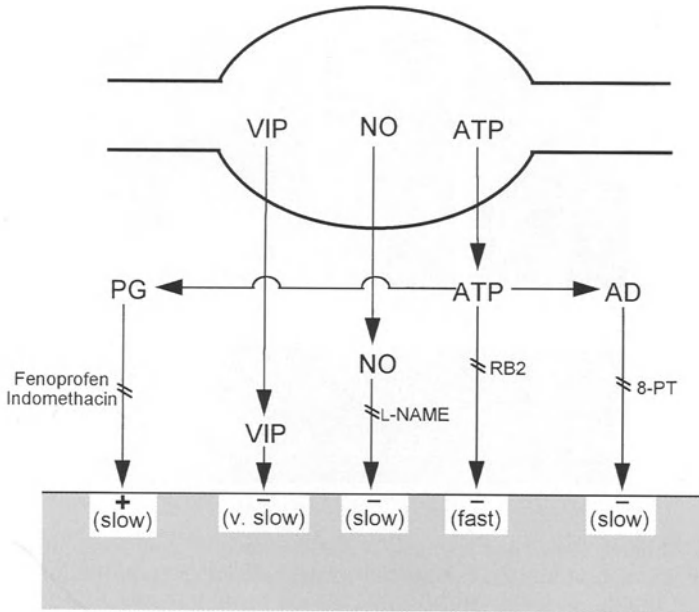 VIP NO ATP
PG ATP AD
NO
Fenoprofen
Indomethacin
RB2
8-PT
L-NAME
VIP
+ − − − −
(slow) (v. slow) (slow) (fast) (slow)